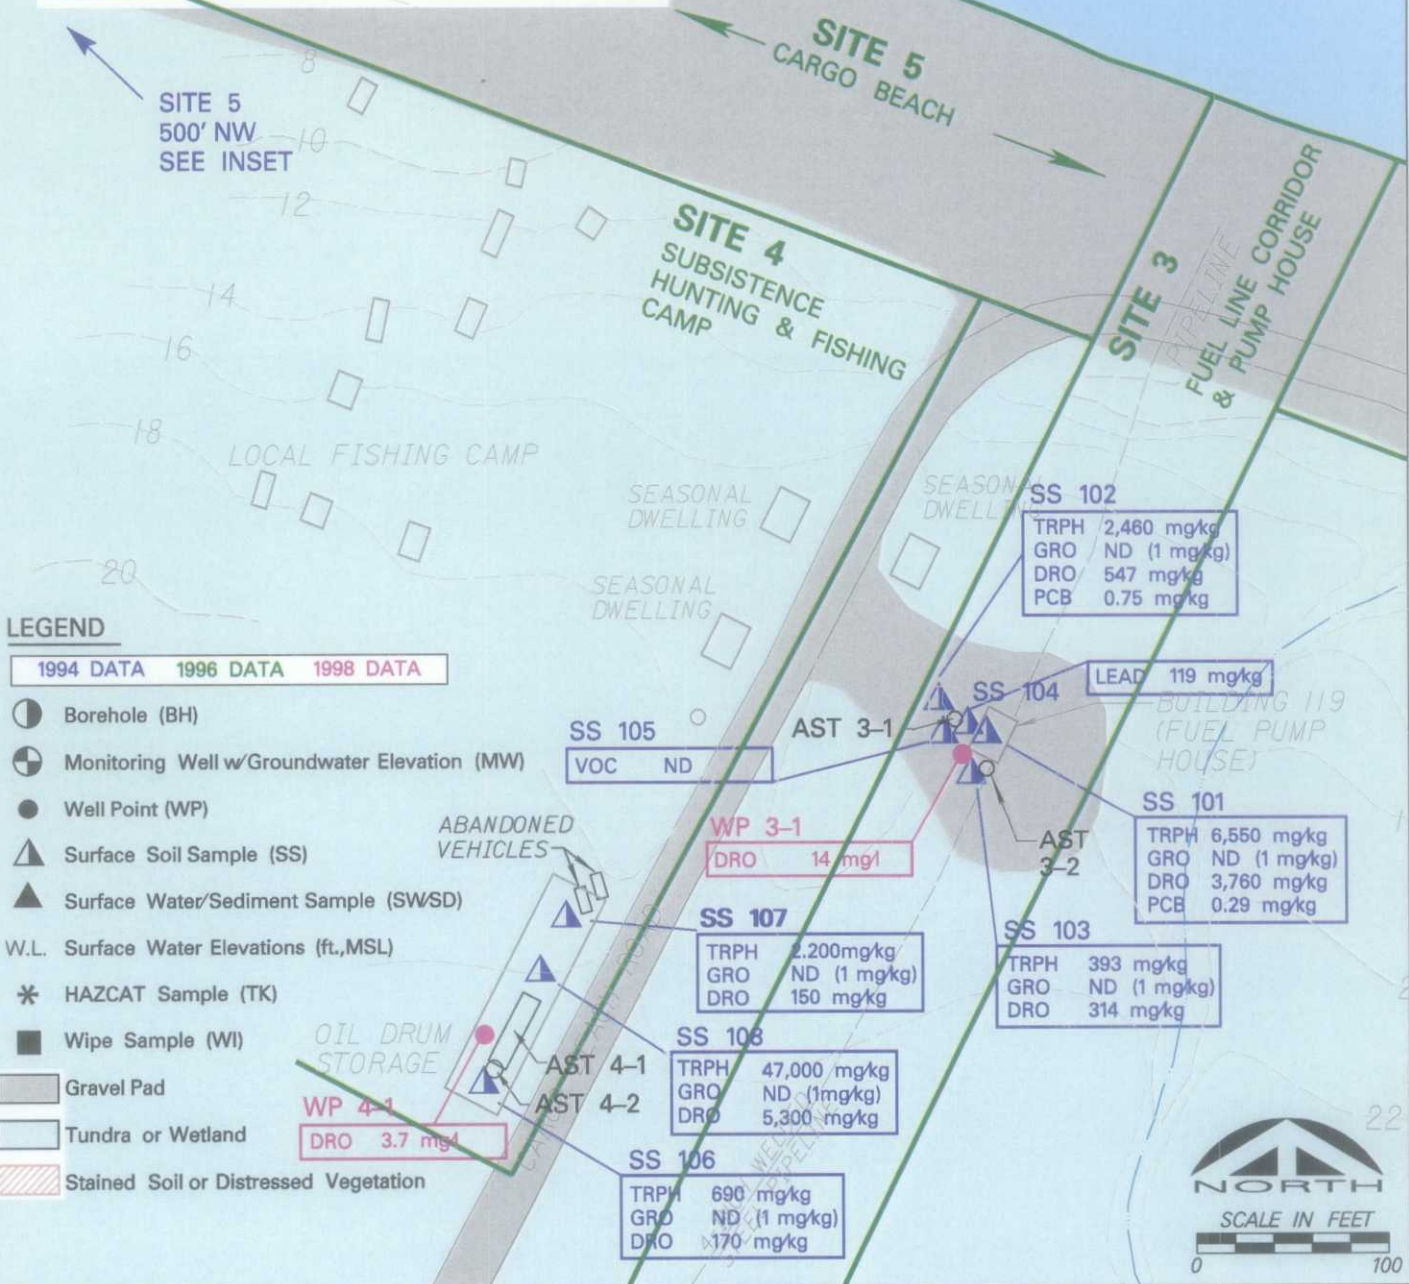 SITE 5
CARGO BEACH
SITE 5
500' NW
SEE INSET
8
10
12
14
16
18
20
SITE 4
SUBSISTENCE
HUNTING & FISHING
CAMP
SITE 3
FUEL LINE CORRIDOR
& PUMP HOUSE
PIPELINE
LOCAL FISHING CAMP
SEASONAL
DWELLING
SEASONAL
DWELLING
SEASONAL
DWELLING
SS 102
TRPH 2,460 mg/kg
GRO ND (1 mg/kg)
DRO 547 mg/kg
PCB 0.75 mg/kg
LEGEND
1994 DATA 1996 DATA 1998 DATA
Borehole (BH)
Monitoring Well w/Groundwater Elevation (MW)
Well Point (WP)
Surface Soil Sample (SS)
Surface Water/Sediment Sample (SW/SD)
W.L. Surface Water Elevations (ft.,MSL)
HAZCAT Sample (TK)
Wipe Sample (WI)
Gravel Pad
Tundra or Wetland
Stained Soil or Distressed Vegetation
SS 104
LEAD 119 mg/kg
BUILDING 119
(FUEL PUMP
HOUSE)
AST 3-1
SS 105
VOC ND
WP 3-1
DRO 14 mg/l
AST
3-2
SS 101
TRPH 6,550 mg/kg
GRO ND (1 mg/kg)
DRO 3,760 mg/kg
PCB 0.29 mg/kg
SS 103
TRPH 393 mg/kg
GRO ND (1 mg/kg)
DRO 314 mg/kg
ABANDONED
VEHICLES
SS 107
TRPH 2.200mg/kg
GRO ND (1 mg/kg)
DRO 150 mg/kg
OIL DRUM
STORAGE
AST 4-1
AST 4-2
SS 108
TRPH 47,000 mg/kg
GRO ND (1mg/kg)
DRO 5,300 mg/kg
WP 4-1
DRO 3.7 mg/l
SS 106
TRPH 690 mg/kg
GRO ND (1 mg/kg)
DRO 170 mg/kg
ROAD
22
NORTH
SCALE IN FEET
0 100